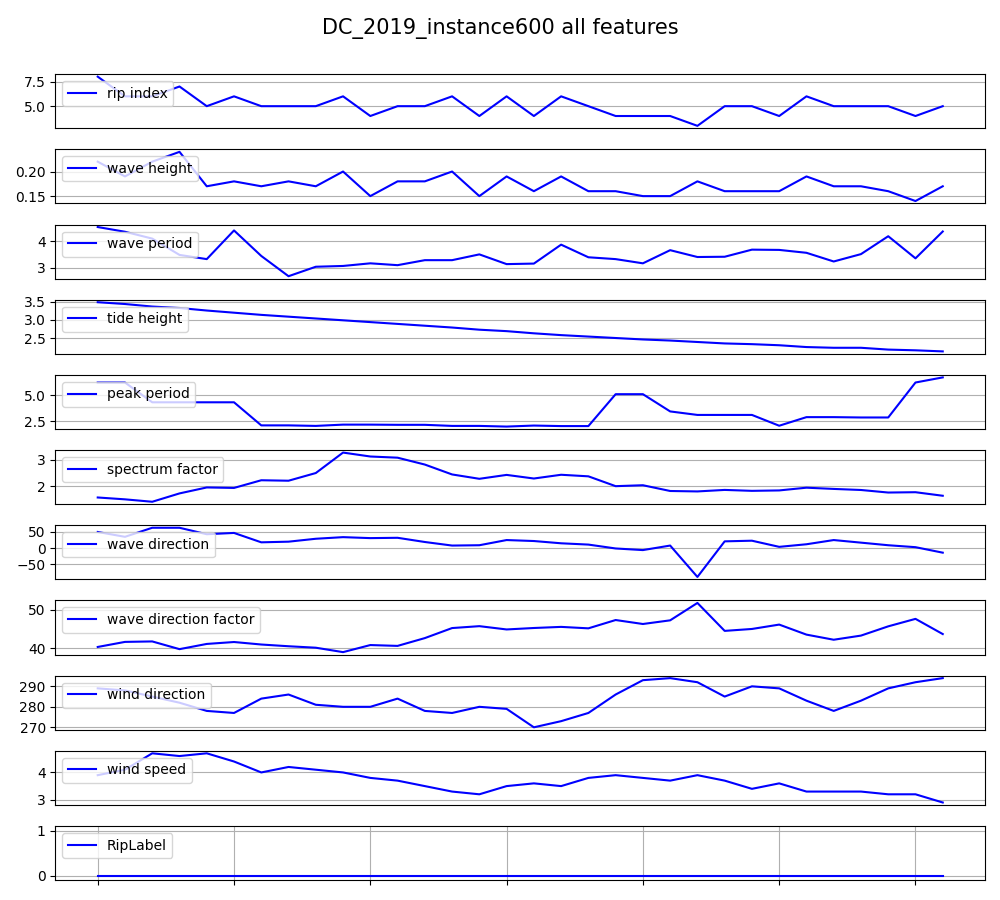 DC_2019_instance600 all features
7.5
5.0
rip index
0.20
0.15
wave height
4
3
wave period
3.5
3.0
2.5
tide height
5.0
2.5
peak period
3
2
spectrum factor
50
0
−50
wave direction
50
40
wave direction factor
290
280
270
wind direction
4
3
wind speed
1
0
RipLabel